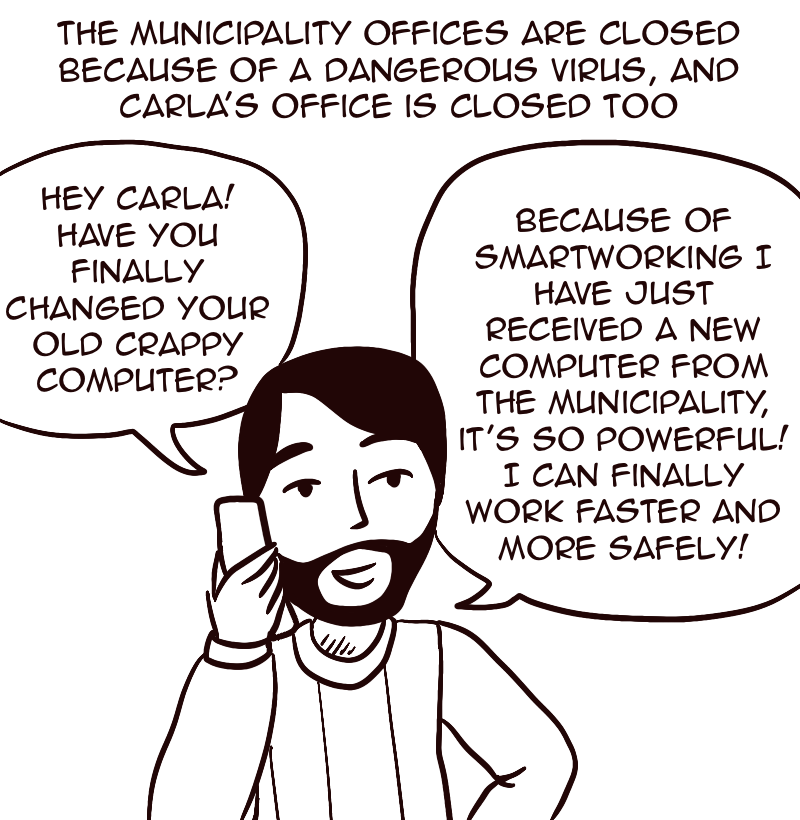 THE MUNICIPALITY OFFICES ARE CLOSED
BECAUSE OF A DANGEROUS VIRUS, AND
CARLA'S OFFICE IS CLOSED TOO
HEY CARLA!
HAVE YOU
FINALLY
CHANGED YOUR
OLD CRAPPY
COMPUTER?
BECAUSE OF
SMARTWORKING I
HAVE JUST
RECEIVED A NEW
COMPUTER FROM
THE MUNICIPALITY,
IT'S SO POWERFUL!
I CAN FINALLY
WORK FASTER AND
MORE SAFELY!